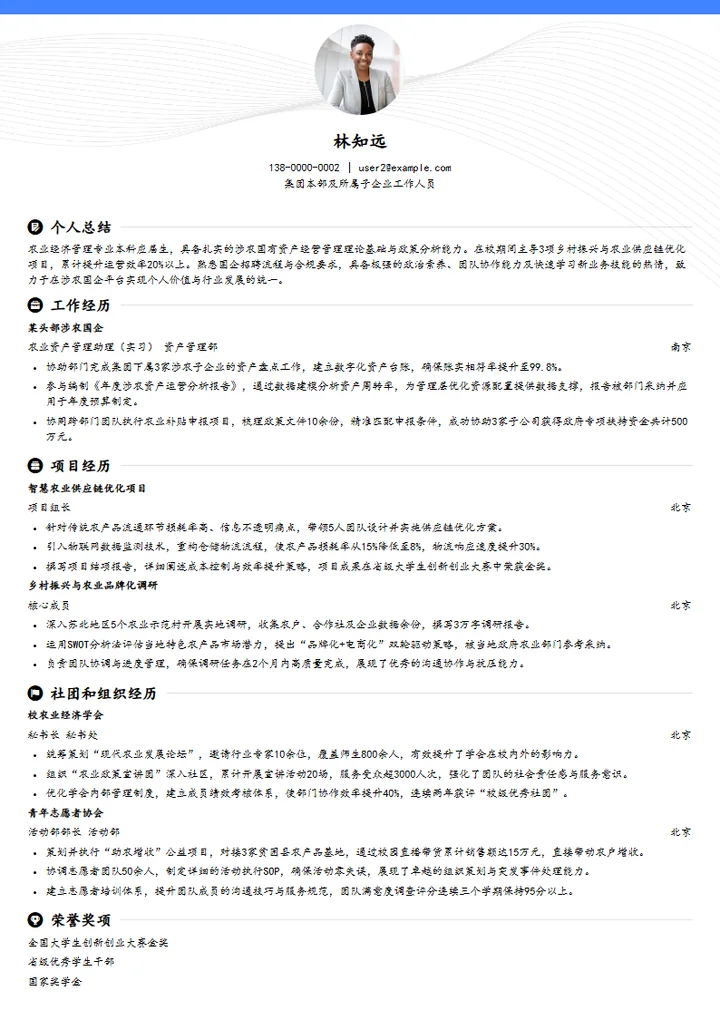 林知远
138-0000-0002 | user2@example.com
集团本部及所属子企业工作人员
个人总结
农业经济管理专业本科应届生，具备扎实的涉农国有资产经营管理理论基础与政策分析能力。在校期间主导3项乡村振兴与农业供应链优化
项目，累计提升运营效率20%以上。熟悉国企招聘流程与合规要求，具备极强的政治素养、团队协作能力及快速学习新业务技能的热情，致
力于在涉农国企平台实现个人价值与行业发展的统一。
工作经历
某头部涉农国企
农业资产管理助理（实习） 资产管理部 南京
• 协助部门完成集团下属3家涉农子企业的资产盘点工作，建立数字化资产台账，确保账实相符率提升至99.8%。
• 参与编制《年度涉农资产运营分析报告》，通过数据建模分析资产周转率，为管理层优化资源配置提供数据支撑，报告被部门采纳并应
用于年度预算制定。
• 协同跨部门团队执行农业补贴申报项目，梳理政策文件10余份，精准匹配申报条件，成功协助3家子公司获得政府专项扶持资金共计500
万元。
项目经历
智慧农业供应链优化项目
项目组长 北京
• 针对传统农产品流通环节损耗率高、信息不透明痛点，带领5人团队设计并实施供应链优化方案。
• 引入物联网数据监测技术，重构仓储物流流程，使农产品损耗率从15%降低至8%，物流响应速度提升30%。
• 撰写项目结项报告，详细阐述成本控制与效率提升策略，项目成果在省级大学生创新创业大赛中荣获金奖。
乡村振兴与农业品牌化调研
核心成员 北京
• 深入苏北地区5个农业示范村开展实地调研，收集农户、合作社及企业数据余份，撰写3万字调研报告。
• 运用SWOT分析法评估当地特色农产品市场潜力，提出“品牌化+电商化”双轮驱动策略，被当地政府农业部门参考采纳。
• 负责团队协调与进度管理，确保调研任务在2个月内高质量完成，展现了优秀的沟通协作与抗压能力。
社团和组织经历
校农业经济学会
秘书长 秘书处 北京
• 统筹策划“现代农业发展论坛”，邀请行业专家10余位，覆盖师生800余人，有效提升了学会在校内外的影响力。
• 组织“农业政策宣讲团”深入社区，累计开展宣讲活动20场，服务受众超3000人次，强化了团队的社会责任感与服务意识。
• 优化学会内部管理制度，建立成员绩效考核体系，使部门协作效率提升40%，连续两年获评“校级优秀社团”。
青年志愿者协会
活动部部长 活动部 北京
• 策划并执行“助农增收”公益项目，对接3家贫困县农产品基地，通过校园直播带货累计销售额达15万元，直接带动农户增收。
• 协调志愿者团队50余人，制定详细的活动执行SOP，确保活动零失误，展现了卓越的组织策划与突发事件处理能力。
• 建立志愿者培训体系，提升团队成员的沟通技巧与服务规范，团队满意度调查评分连续三个学期保持95分以上。
荣誉奖项
全国大学生创新创业大赛金奖
省级优秀学生干部
国家奖学金